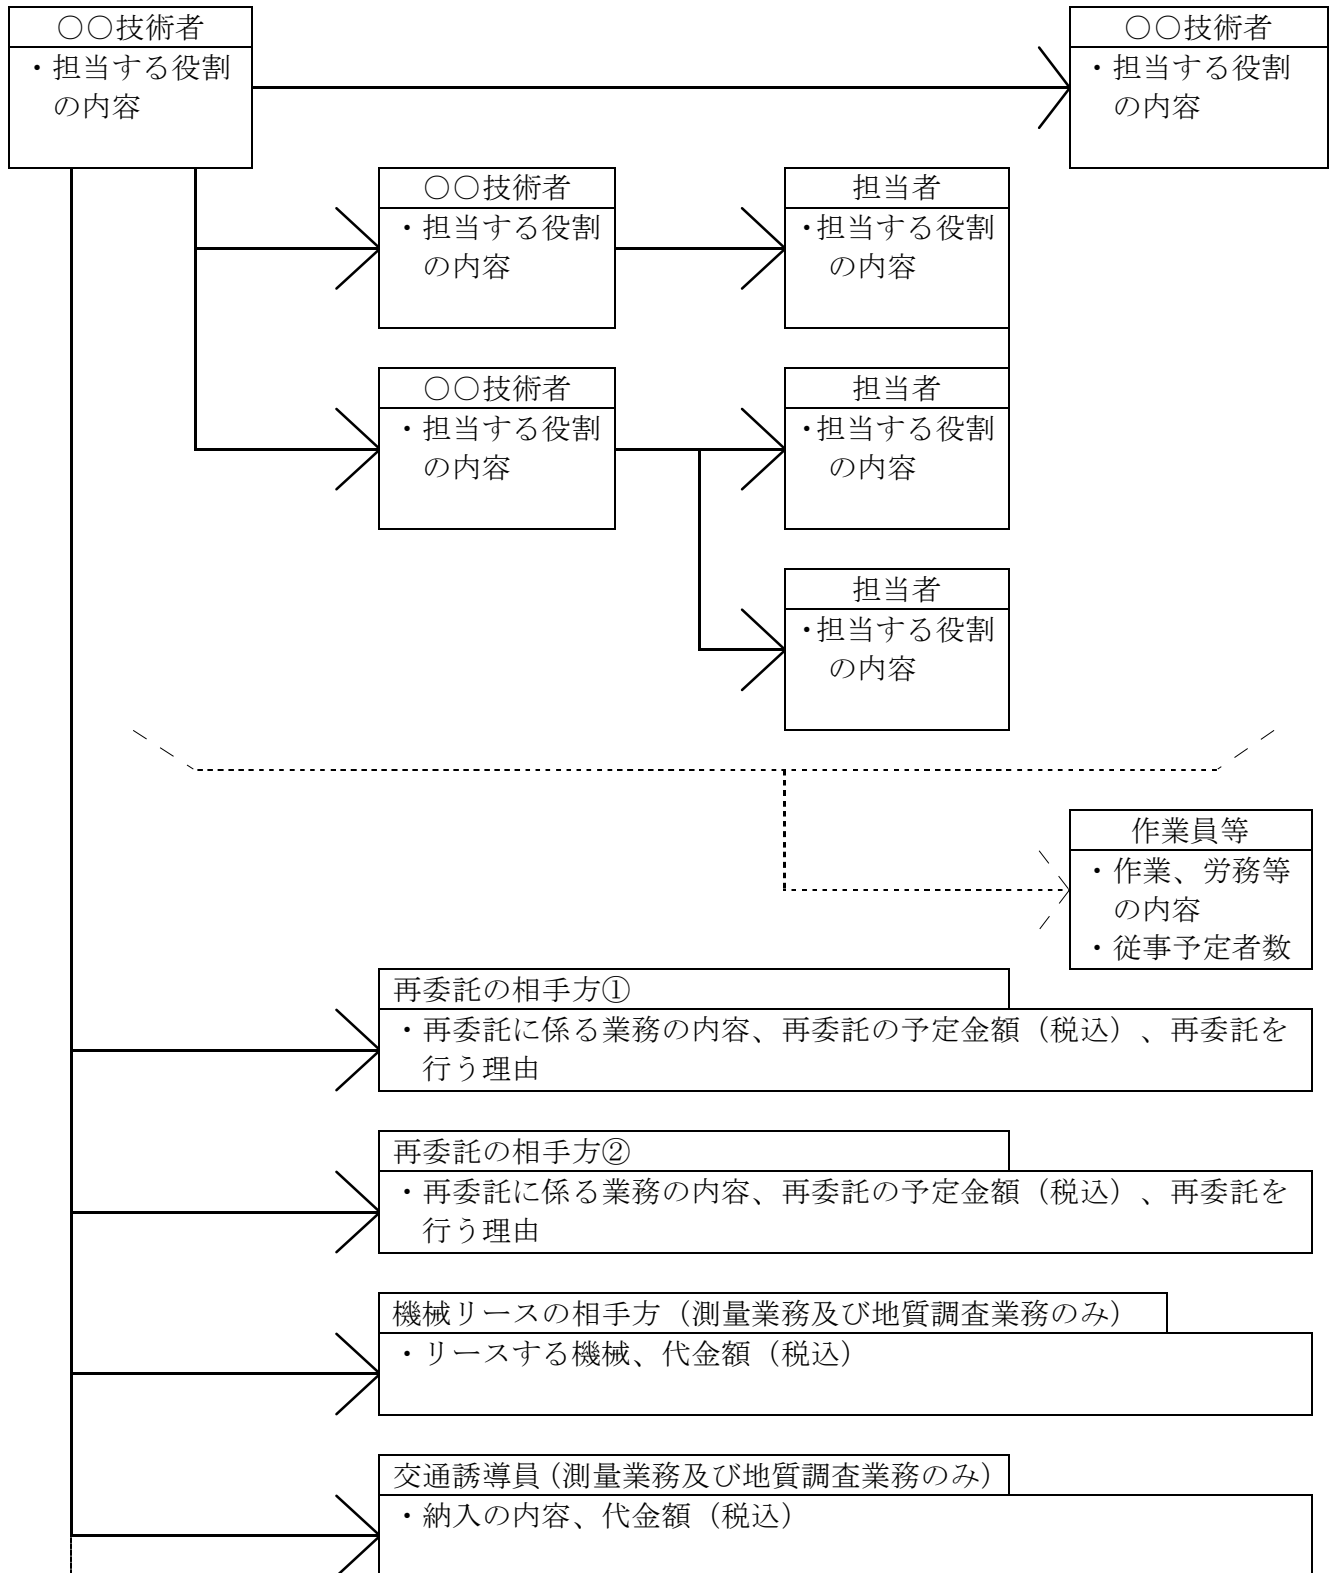 ○○技術者
・担当する役割
の内容
○○技術者
・担当する役割
の内容
○○技術者
・担当する役割
の内容
担当者
・担当する役割
の内容
○○技術者
・担当する役割
の内容
担当者
・担当する役割
の内容
担当者
・担当する役割
の内容
作業員等
・作業、労務等
の内容
・従事予定者数
再委託の相手方①
・再委託に係る業務の内容、再委託の予定金額（税込）、再委託を
行う理由
再委託の相手方②
・再委託に係る業務の内容、再委託の予定金額（税込）、再委託を
行う理由
機械リースの相手方（測量業務及び地質調査業務のみ）
・リースする機械、代金額（税込）
交通誘導員（測量業務及び地質調査業務のみ）
・納入の内容、代金額（税込）